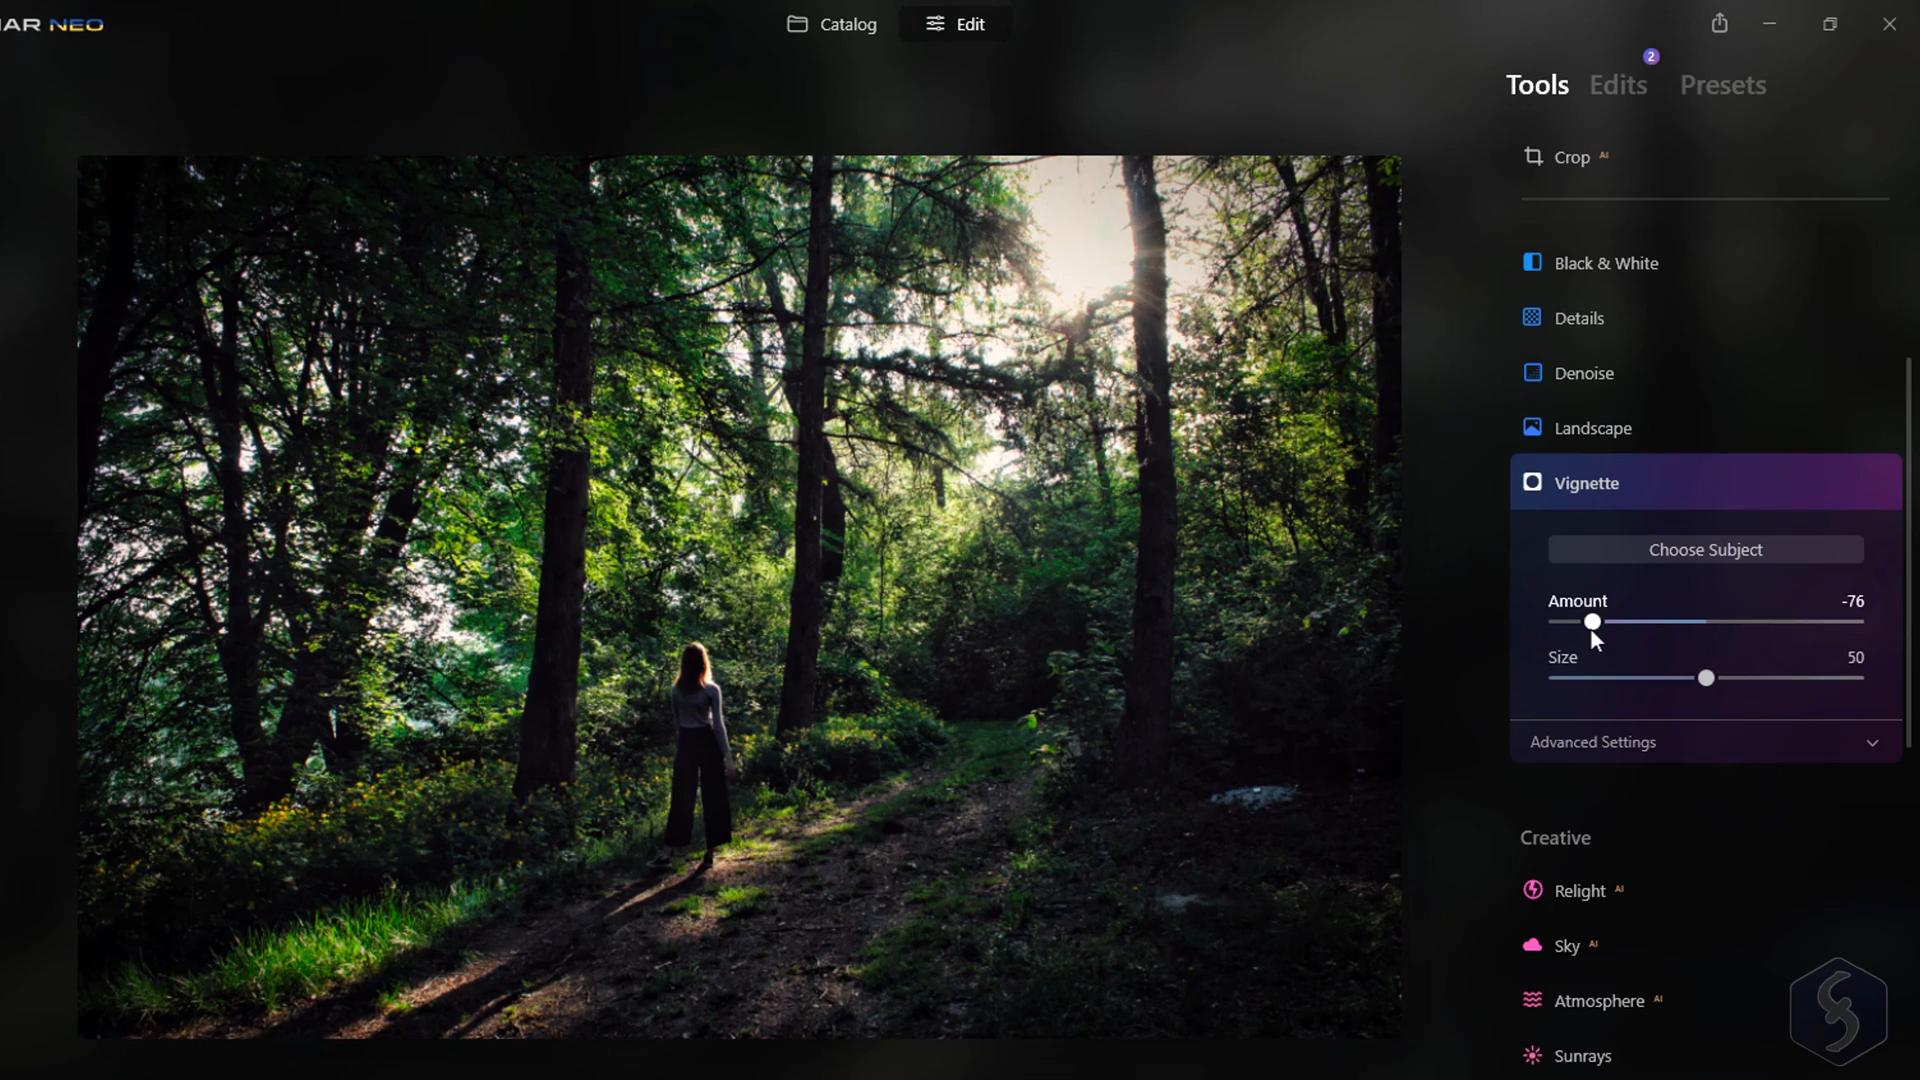 AR NEO
Catalog
Edit
2
Tools
Edits
Presets
Crop AI
Black & White
Details
Denoise
Landscape
Vignette
Choose Subject
Amount -76
Size 50
Advanced Settings
Creative
Relight AI
Sky AI
Atmosphere AI
Sunrays